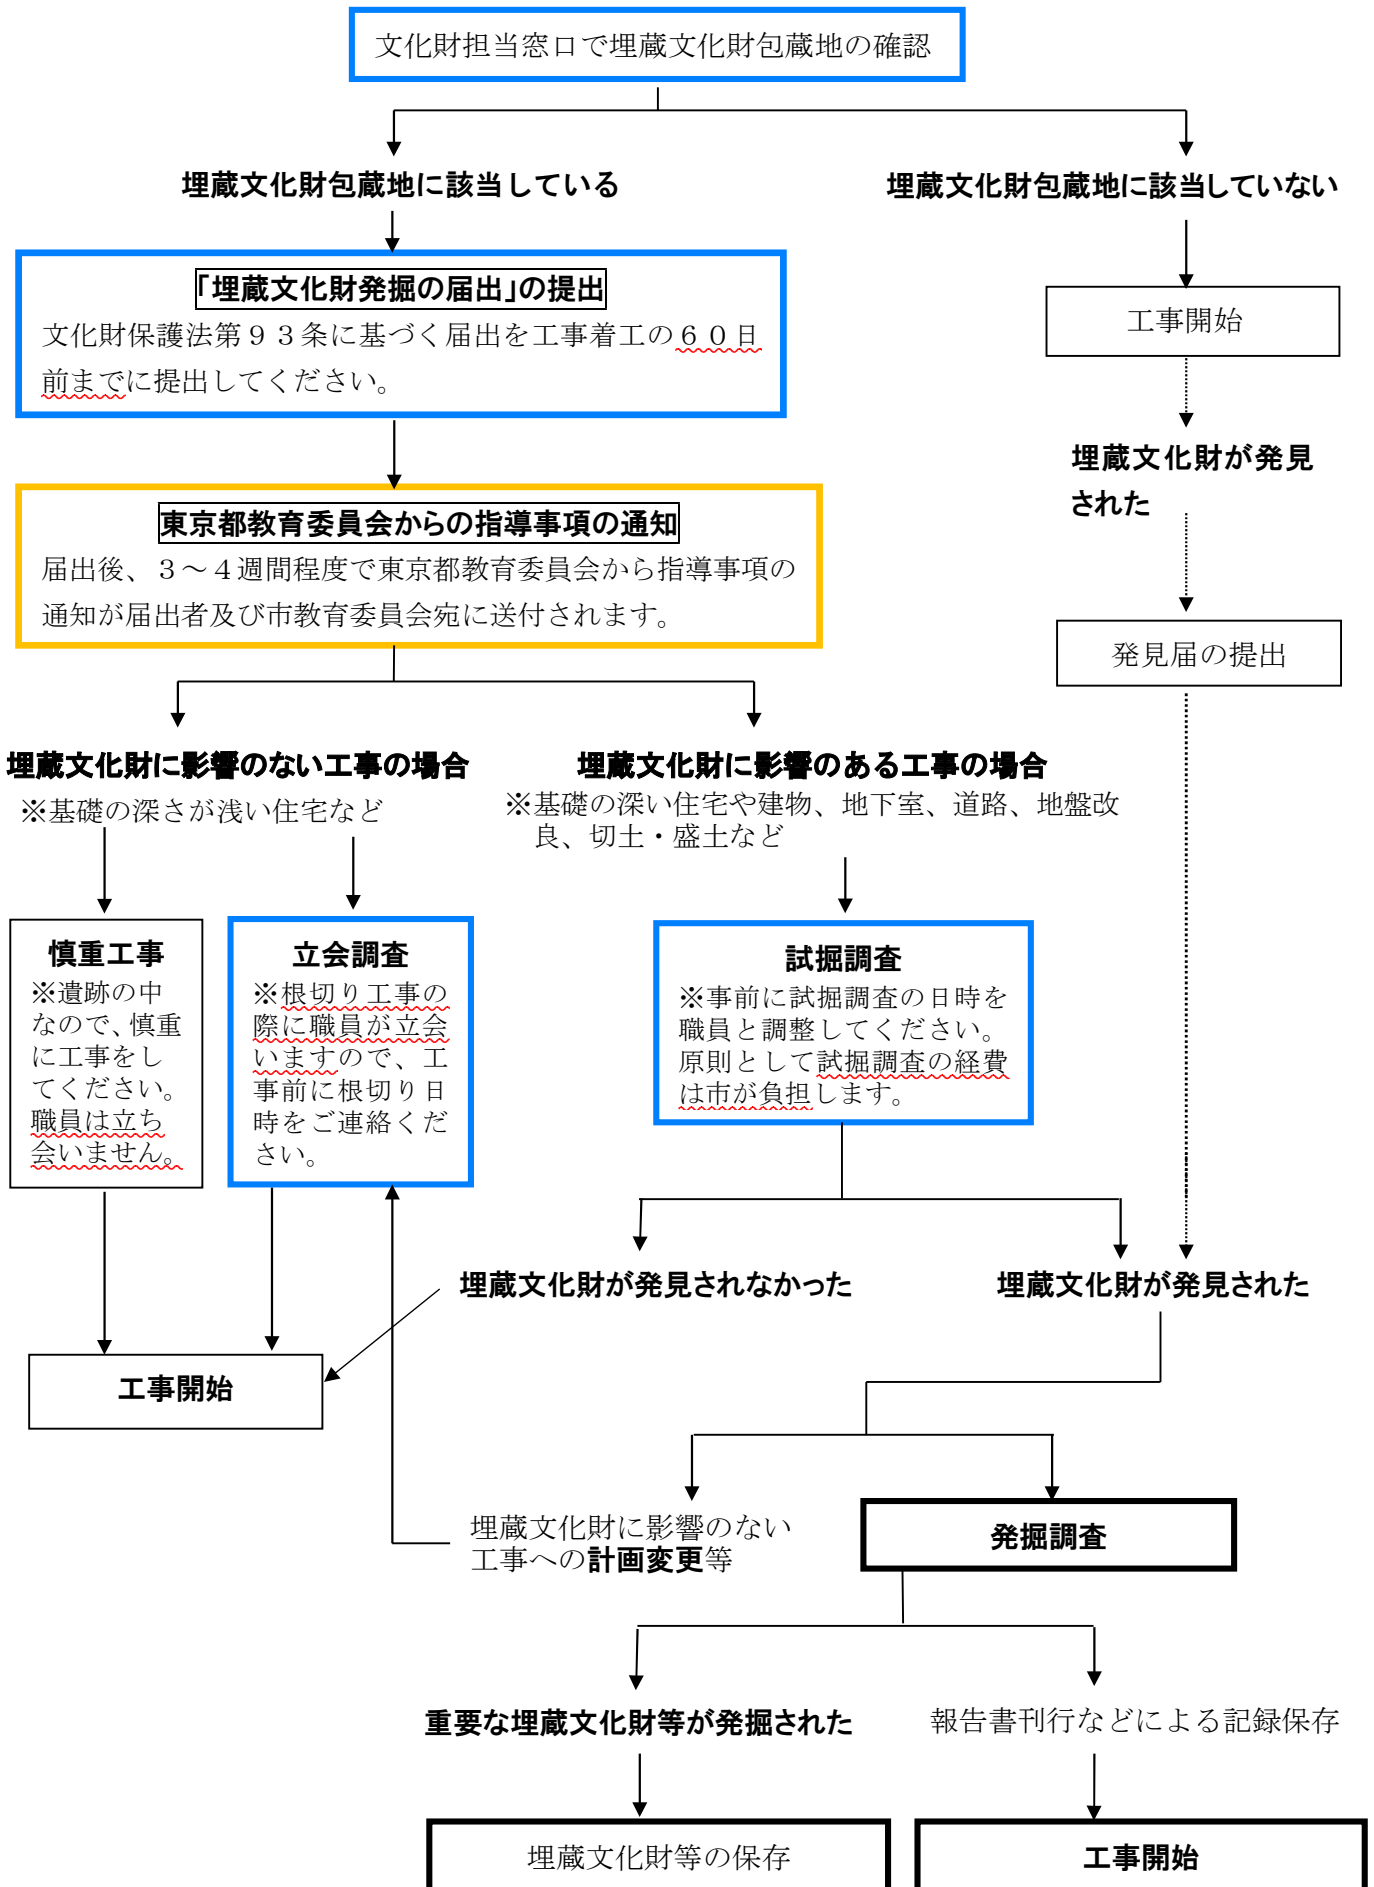 文化財担当窓口で埋蔵文化財包蔵地の確認
埋蔵文化財包蔵地に該当している
埋蔵文化財包蔵地に該当していない
「埋蔵文化財発掘の届出」の提出
文化財保護法第９３条に基づく届出を工事着工の６０日
前までに提出してください。
工事開始
埋蔵文化財が発見
された
東京都教育委員会からの指導事項の通知
届出後、３～４週間程度で東京都教育委員会から指導事項の
通知が届出者及び市教育委員会宛に送付されます。
発見届の提出
埋蔵文化財に影響のない工事の場合
※基礎の深さが浅い住宅など
埋蔵文化財に影響のある工事の場合
※基礎の深い住宅や建物、地下室、道路、地盤改
良、切土・盛土など
慎重工事
※遺跡の中
なので、慎重
に工事をし
てください。
職員は立ち
会いません。
立会調査
※根切り工事の
際に職員が立会
いますので、工
事前に根切り日
時をご連絡くだ
さい。
試掘調査
※事前に試掘調査の日時を
職員と調整してください。
原則として試掘調査の経費
は市が負担します。
埋蔵文化財が発見されなかった
埋蔵文化財が発見された
工事開始
埋蔵文化財に影響のない
工事への計画変更等
発掘調査
重要な埋蔵文化財等が発掘された
報告書刊行などによる記録保存
埋蔵文化財等の保存
工事開始